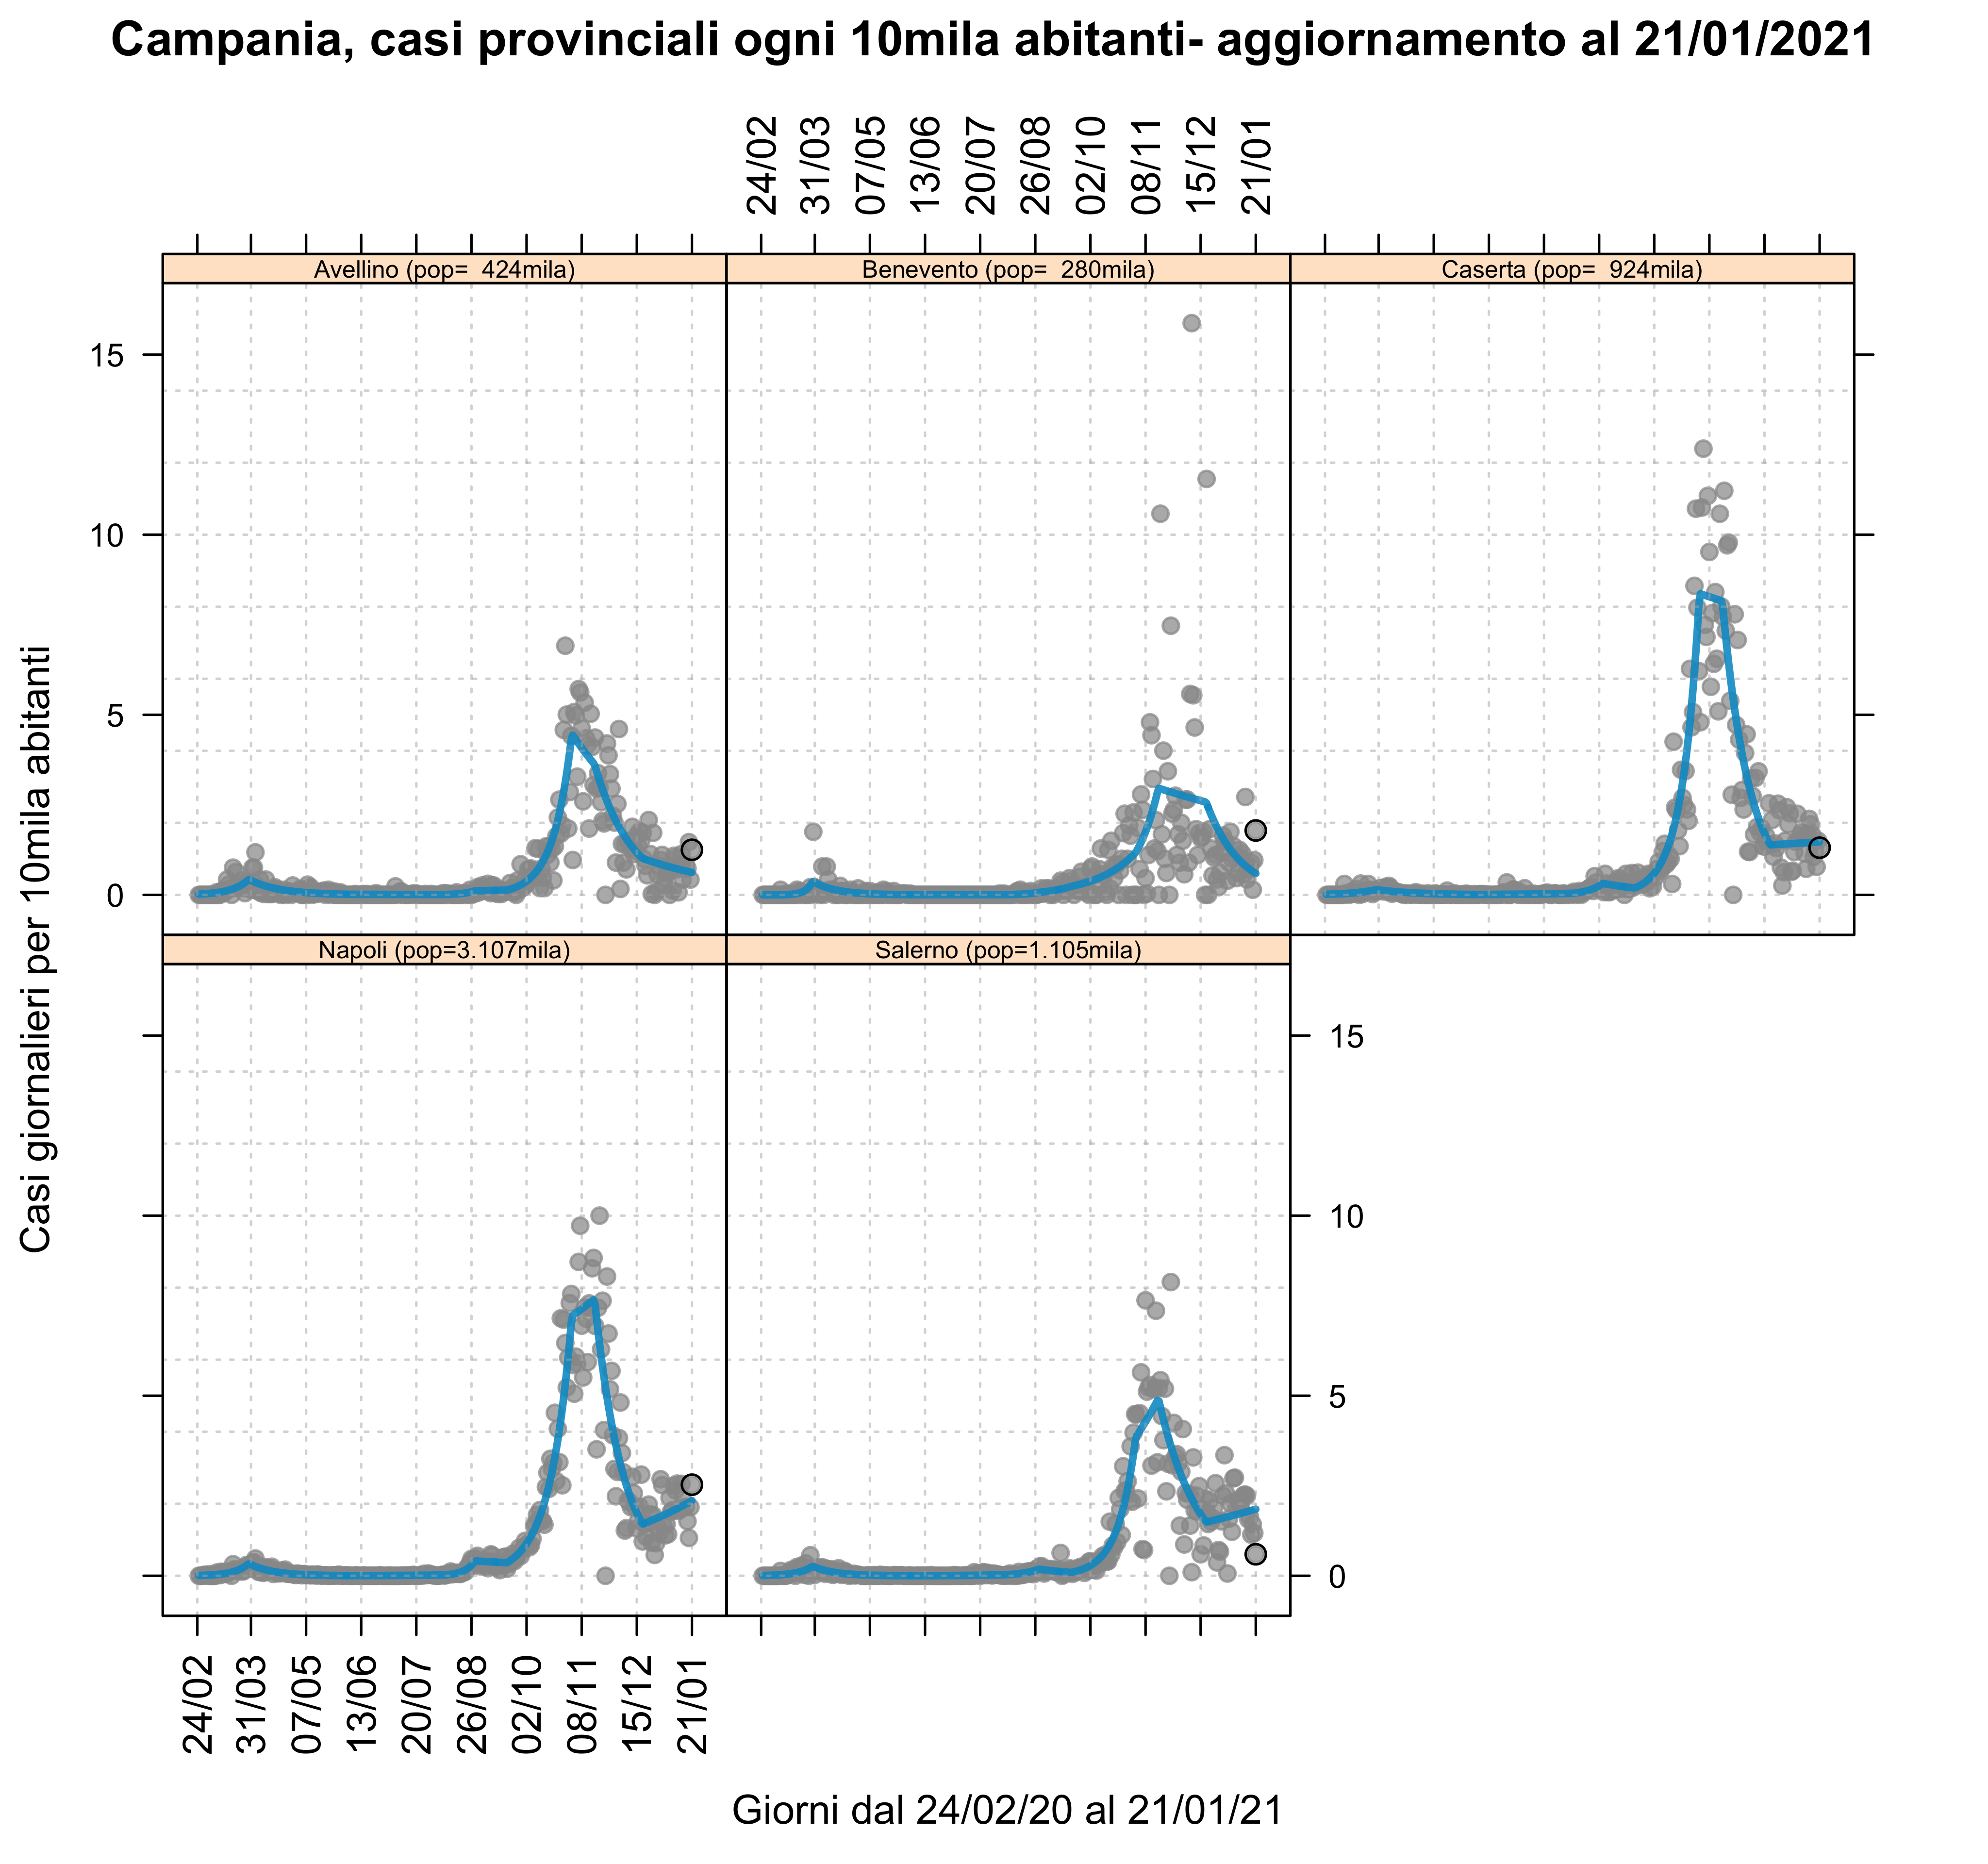 Campania, casi provinciali ogni 10mila abitanti- aggiornamento al 21/01/2021
24/02 31/03 07/05 13/06 20/07 26/08 02/10 08/11 15/12 21/01
Avellino (pop=  424mila)
Benevento (pop=  280mila)
Caserta (pop=  924mila)
15
10
5
0
Casi giornalieri per 10mila abitanti
Napoli (pop=3.107mila)
Salerno (pop=1.105mila)
15
10
5
0
24/02 31/03 07/05 13/06 20/07 26/08 02/10 08/11 15/12 21/01
Giorni dal 24/02/20 al 21/01/21